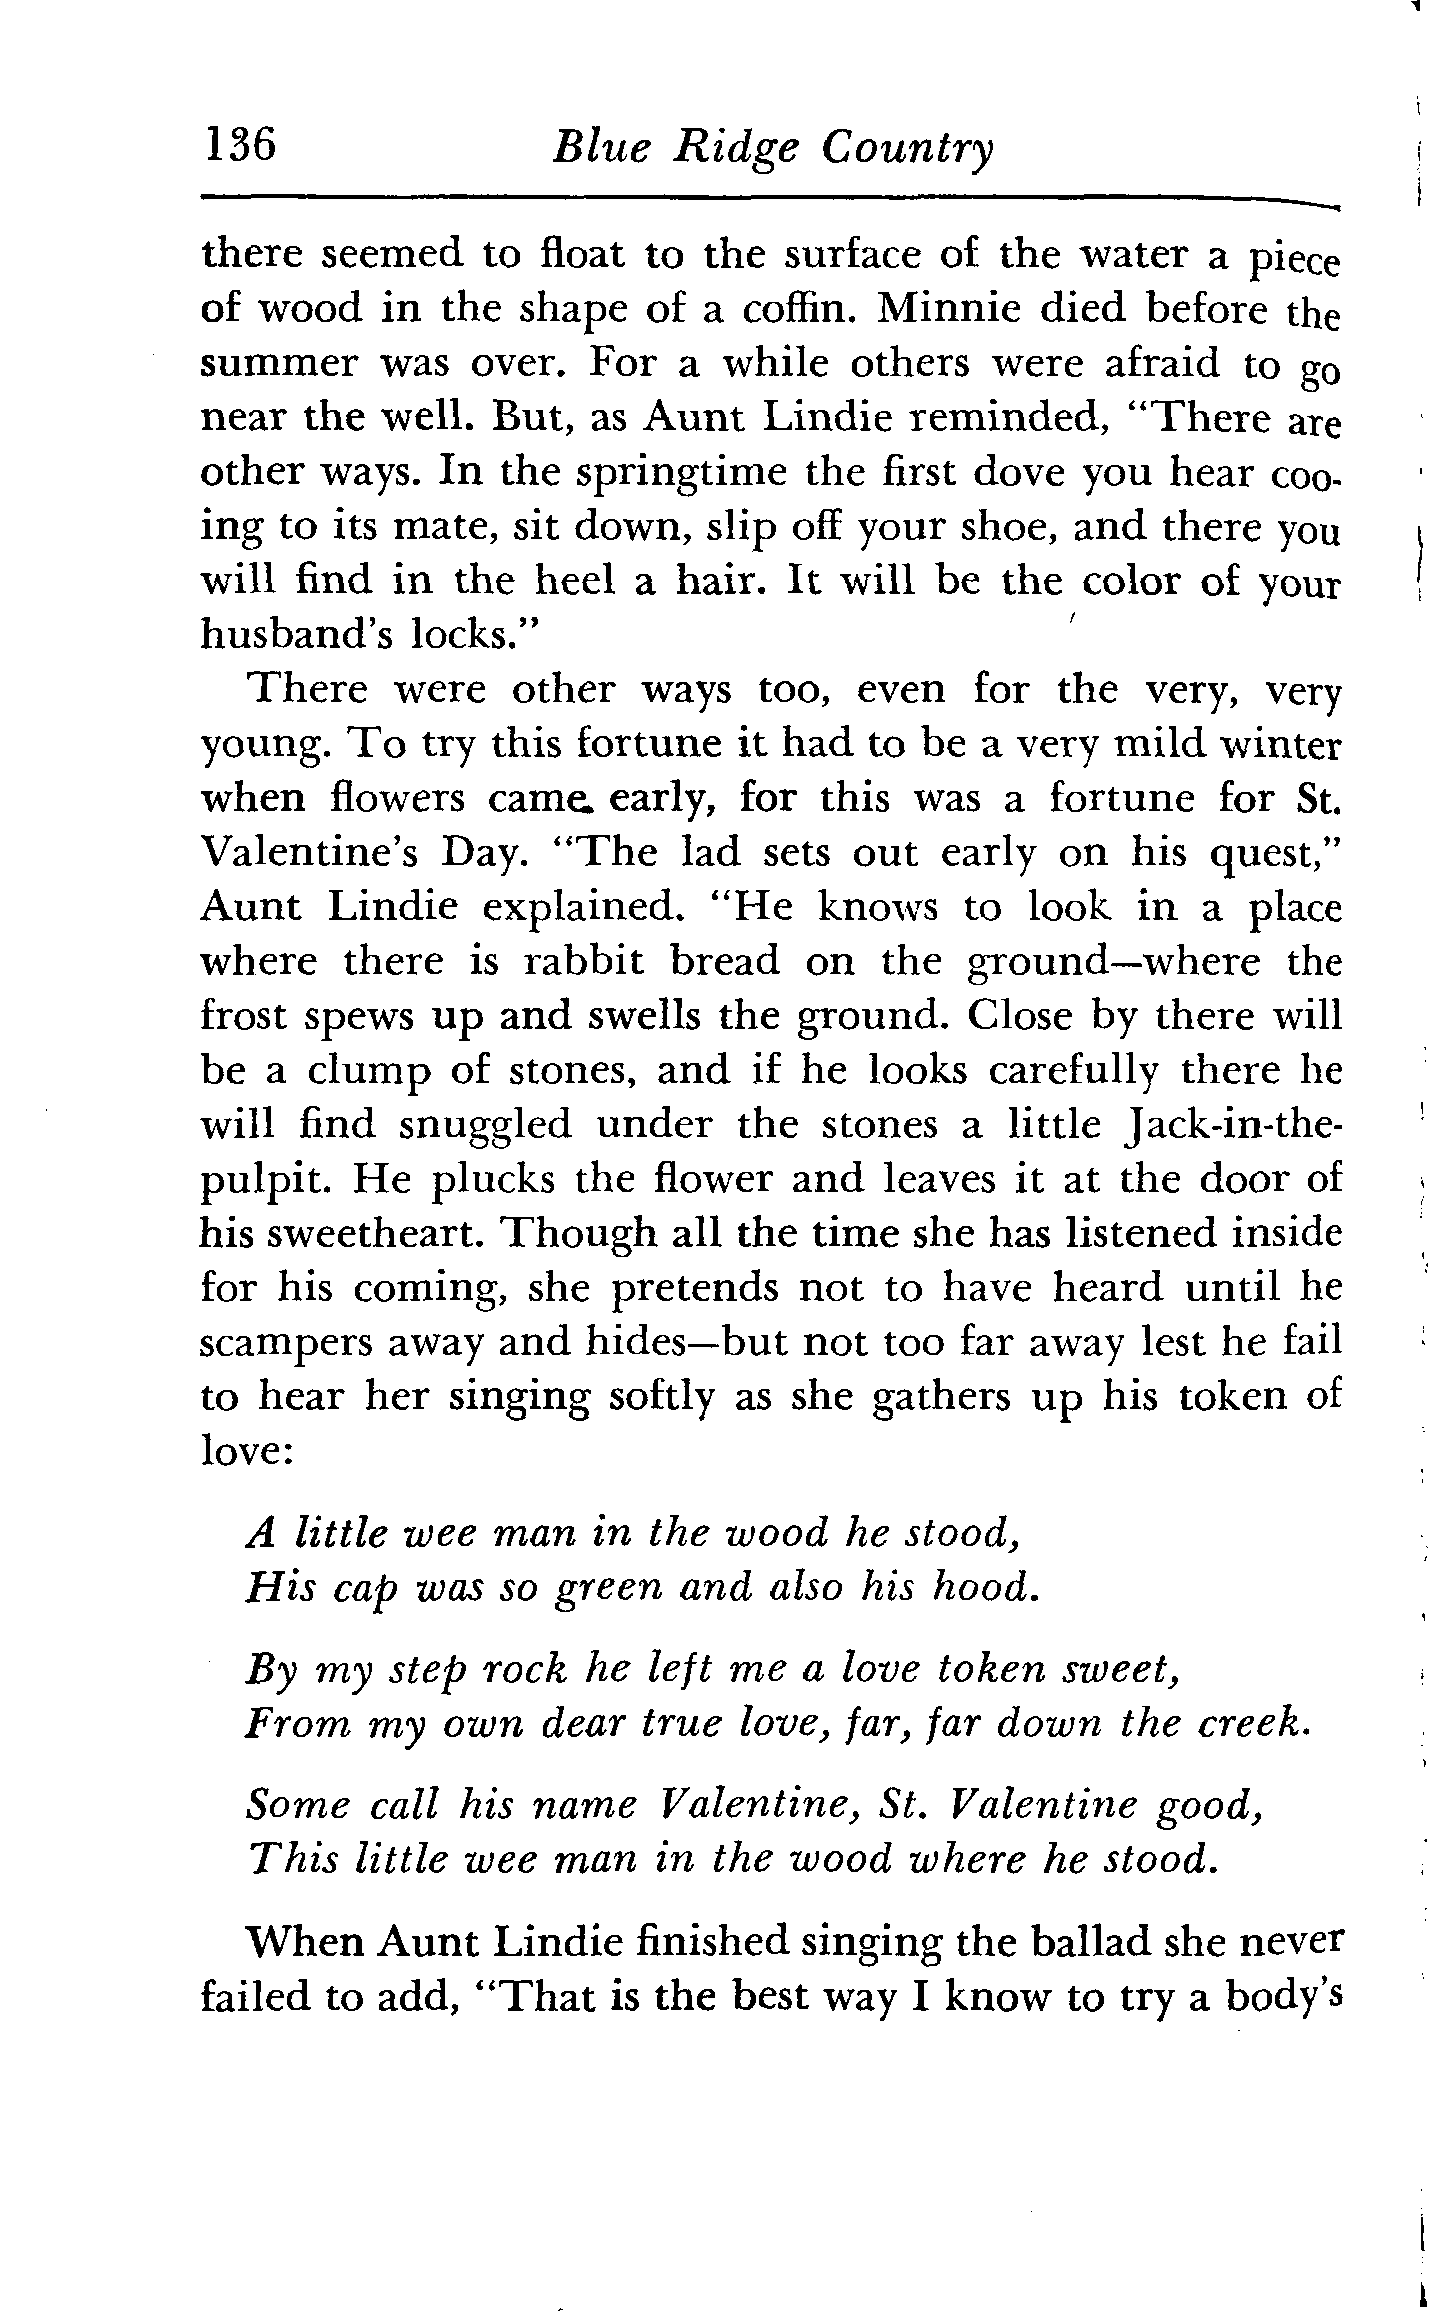 136 Blue Ridge Country
there seemed to float to the surface of the water a piece
of wood in the shape of a coffin. Minnie died before the
summer was over. For a while others were afraid to go
near the well. But, as Aunt Lindie reminded, “There are
other ways. In the springtime the first dove you hear coo-
ing to its mate, sit down, slip off your shoe, and there you
will find in the heel a hair. It will be the color of your
husband’s locks.”
There were other ways too, even for the very, very
young. To try this fortune it had to be a very mild winter
when flowers came early, for this was a fortune for St.
Valentine’s Day. “The lad sets out early on his quest,”
Aunt Lindie explained. “He knows to look in a place
where there is rabbit bread on the ground—where the
frost spews up and swells the ground. Close by there will
be a clump of stones, and if he looks carefully there he
will find snuggled under the stones a little Jack-in-the-
pulpit. He plucks the flower and leaves it at the door of
his sweetheart. Though all the time she has listened inside
for his coming, she pretends not to have heard until he
scampers away and hides—but not too far away lest he fail
to hear her singing softly as she gathers up his token of
love:
A little wee man in the wood he stood,
His cap was so green and also his hood.
By my step rock he left me a love token sweet,
From my own dear true love, far, far down the creek.
Some call his name Valentine, St. Valentine good,
This little wee man in the wood where he stood.
When Aunt Lindie finished singing the ballad she never
failed to add, “That is the best way I know to try a body’s